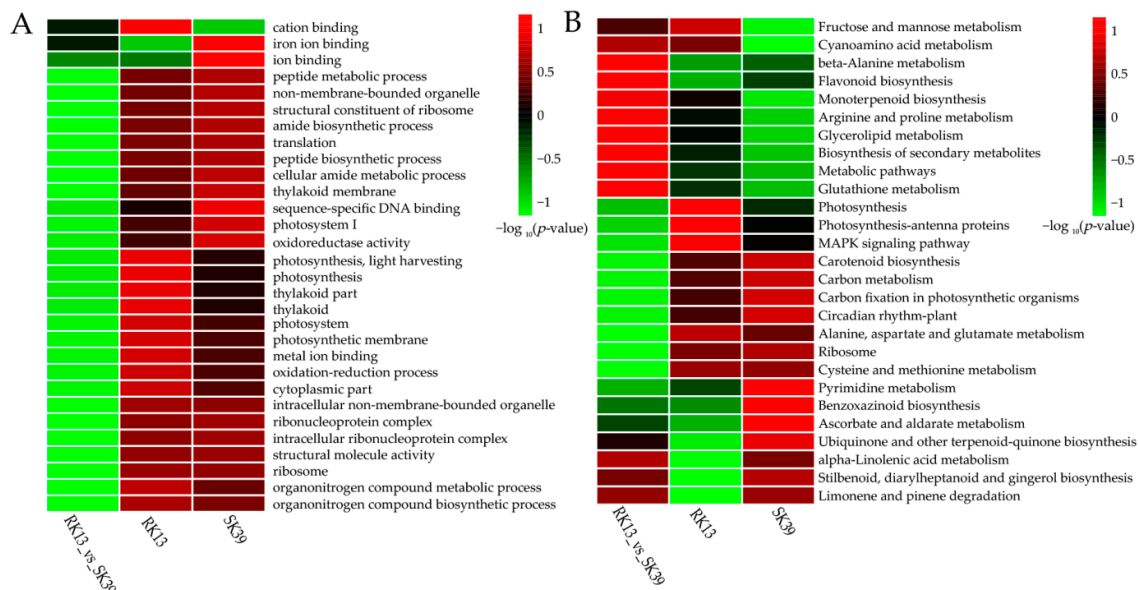 A
cation binding
iron ion binding
ion binding
peptide metabolic process
non-membrane-bounded organelle
structural constituent of ribosome
amide biosynthetic process
translation
peptide biosynthetic process
cellular amide metabolic process
thylakoid membrane
sequence-specific DNA binding
photosystem I
oxidoreductase activity
photosynthesis, light harvesting
photosynthesis
thylakoid part
thylakoid
photosystem
photosynthetic membrane
metal ion binding
oxidation-reduction process
cytoplasmic part
intracellular non-membrane-bounded organelle
ribonucleoprotein complex
intracellular ribonucleoprotein complex
structural molecule activity
ribosome
organonitrogen compound metabolic process
organonitrogen compound biosynthetic process
RK13_vs_SK39
RK13
SK39
1
0.5
0
−0.5
−1
−log 10(p-value)
B
Fructose and mannose metabolism
Cyanoamino acid metabolism
beta-Alanine metabolism
Flavonoid biosynthesis
Monoterpenoid biosynthesis
Arginine and proline metabolism
Glycerolipid metabolism
Biosynthesis of secondary metabolites
Metabolic pathways
Glutathione metabolism
Photosynthesis
Photosynthesis-antenna proteins
MAPK signaling pathway
Carotenoid biosynthesis
Carbon metabolism
Carbon fixation in photosynthetic organisms
Circadian rhythm-plant
Alanine, aspartate and glutamate metabolism
Ribosome
Cysteine and methionine metabolism
Pyrimidine metabolism
Benzoxazinoid biosynthesis
Ascorbate and aldarate metabolism
Ubiquinone and other terpenoid-quinone biosynthesis
alpha-Linolenic acid metabolism
Stilbenoid, diarylheptanoid and gingerol biosynthesis
Limonene and pinene degradation
RK13_vs_SK39
RK13
SK39
1
0.5
0
−0.5
−1
−log 10(p-value)